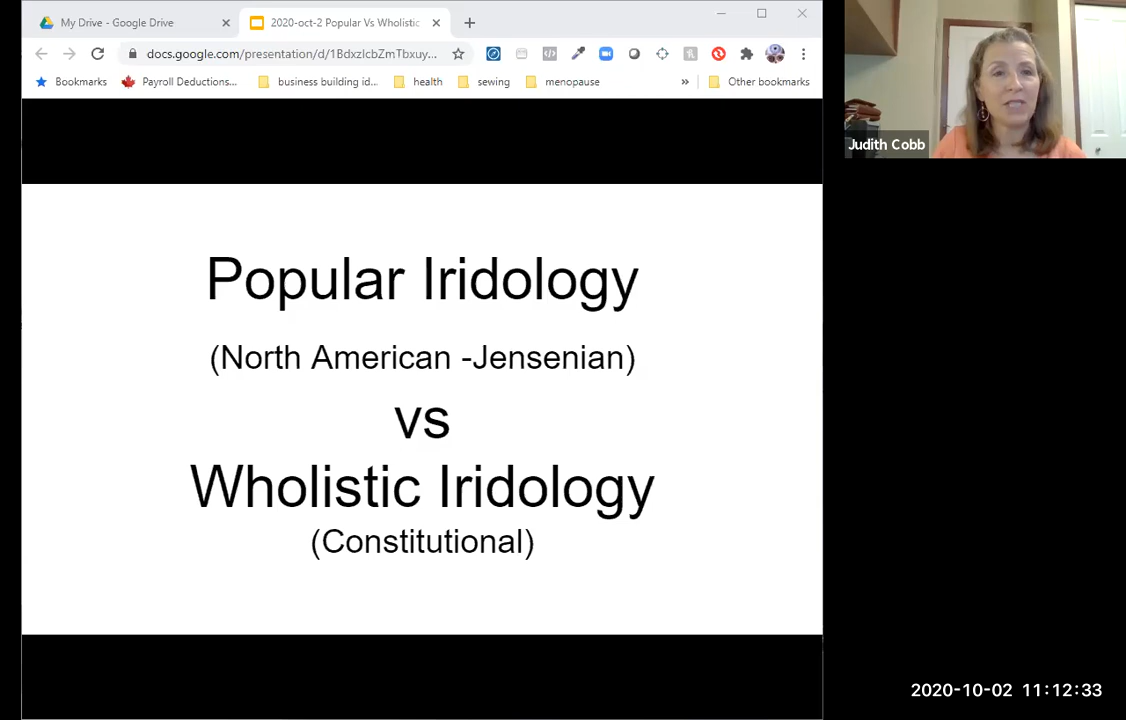 My Drive - Google Drive
2020-oct-2 Popular Vs Wholistic
docs.google.com/presentation/d/1BdxzIcbZmTbxuy...
Bookmarks
Payroll Deductions...
business building id...
health
sewing
menopause
»
Other bookmarks
Judith Cobb
Popular Iridology
(North American -Jensenian)
vs
Wholistic Iridology
(Constitutional)
2020-10-02 11:12:33